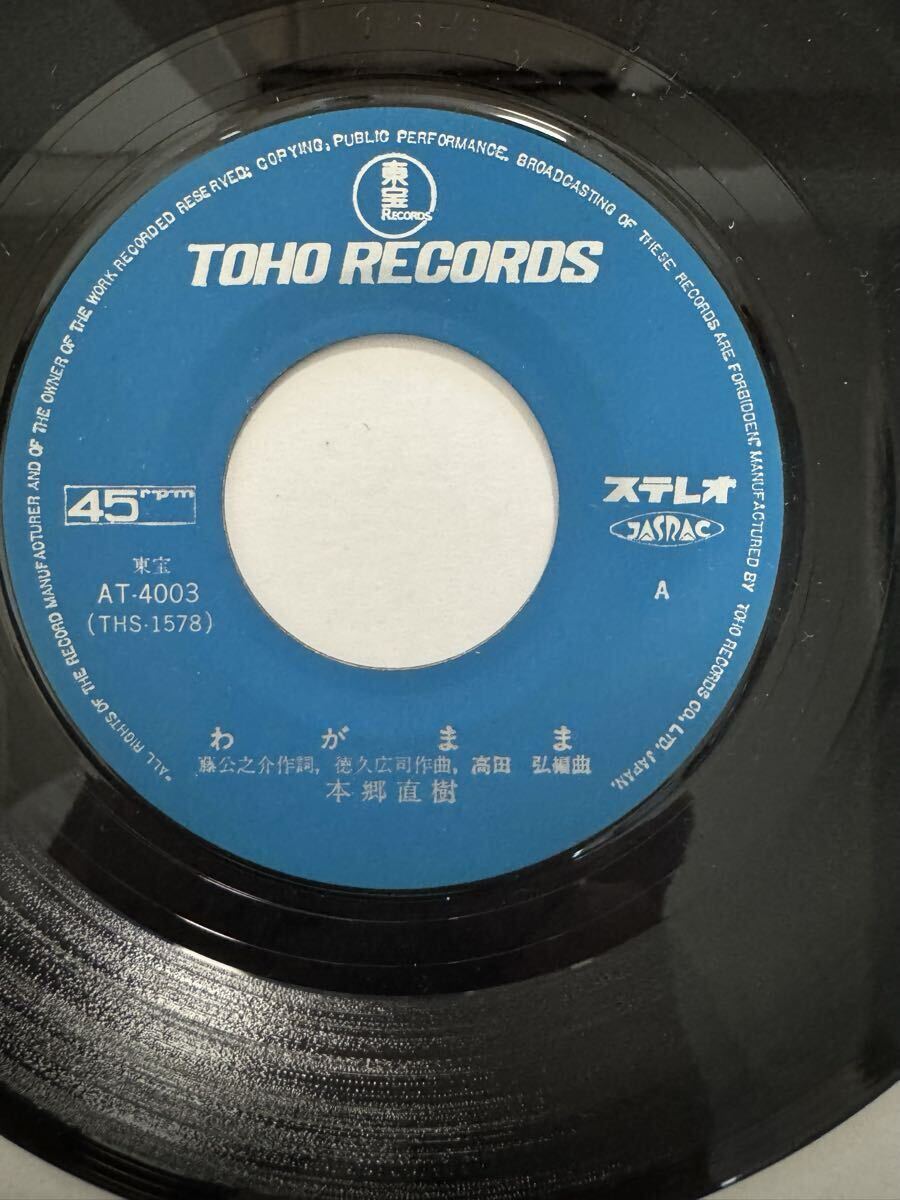 "ALL RIGHTS OF THE RECORD MANUFACTURER AND OF THE OWNER OF THE WORK RECORDED RESERVED; COPYING, PUBLIC PERFORMANCE, BROADCASTING OF THESE RECORDS ARE FORBIDDEN." MANUFACTURED BY TOHO RECORDS CO., LTD. JAPAN.
東宝
RECORDS
TOHO RECORDS
45rpm
ステレオ
JASRAC
東宝
AT-4003
A
(THS-1578)
わがまま
藤公之介作詞, 徳久広司作曲, 高田 弘編曲
本郷直樹